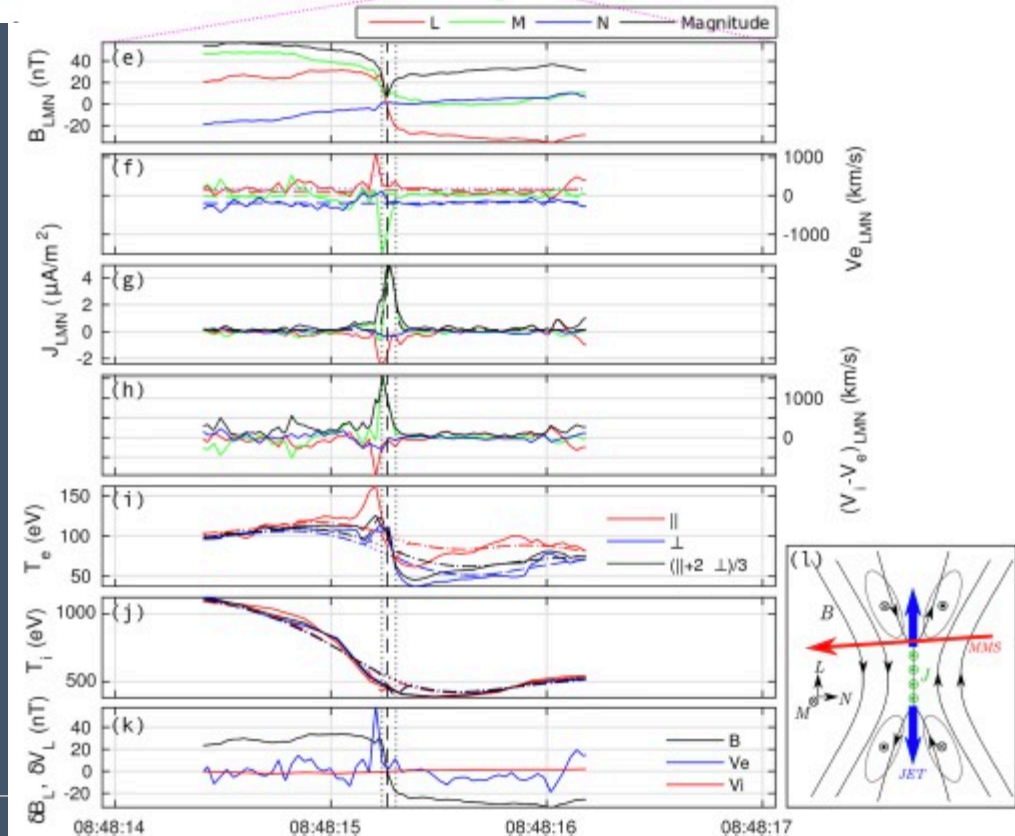 L M N Magnitude
(e)
B_LMN (nT)
40
20
0
-20
(f)
1000
0
-1000
Ve_LMN (km/s)
(g)
J_LMN (μA/m²)
4
2
0
-2
(h)
1000
0
(V_i-V_e)_LMN (km/s)
(i)
T_e (eV)
150
100
50
||
⊥
(||+2 ⊥)/3
(j)
T_i (eV)
1000
500
(k)
δB_L, δV_L (nT)
40
20
0
-20
B
Ve
Vi
08:48:14 08:48:15 08:48:16 08:48:17
(l)
B
MMS
L
J
M N
JET